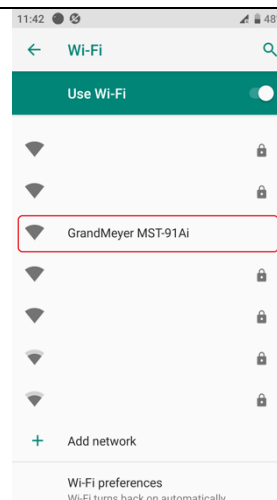 11:42 48
Wi-Fi
Use Wi-Fi
GrandMeyer MST-91Ai
Add network
Wi-Fi preferences
Wi-Fi turns back on automatically